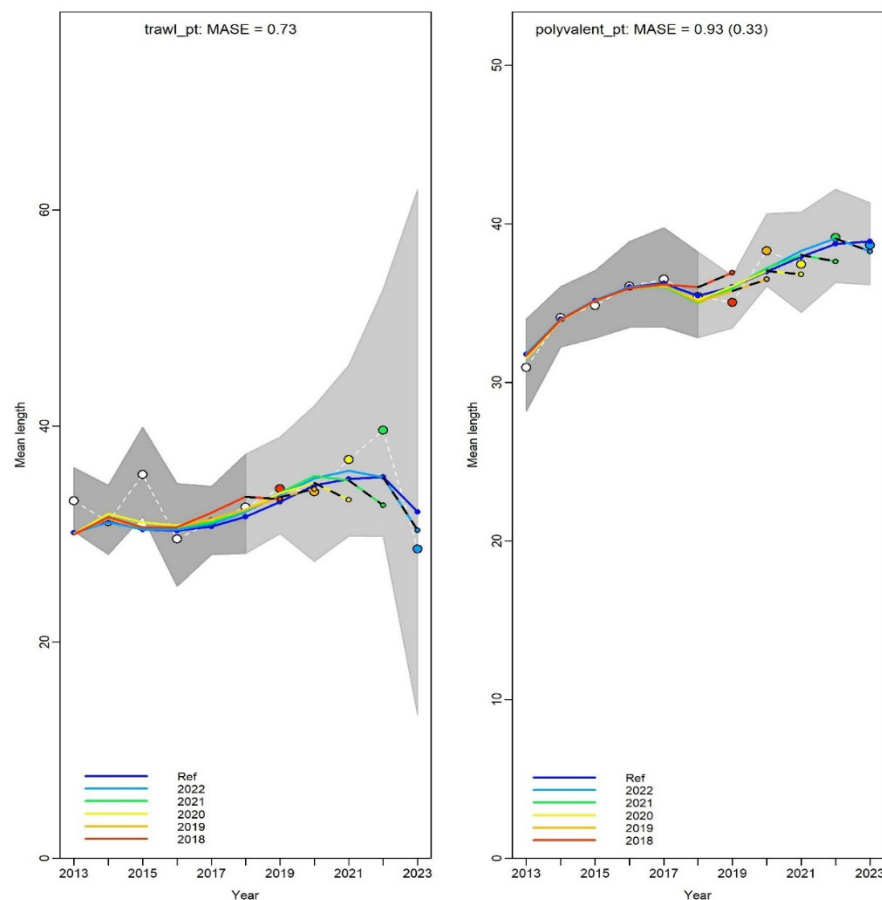 trawl_pt: MASE = 0.73
Mean length
60
40
20
0
Ref
2022
2021
2020
2019
2018
2013 2015 2017 2019 2021 2023
Year
polyvalent_pt: MASE = 0.93 (0.33)
Mean length
50
40
30
20
10
0
Ref
2022
2021
2020
2019
2018
2013 2015 2017 2019 2021 2023
Year